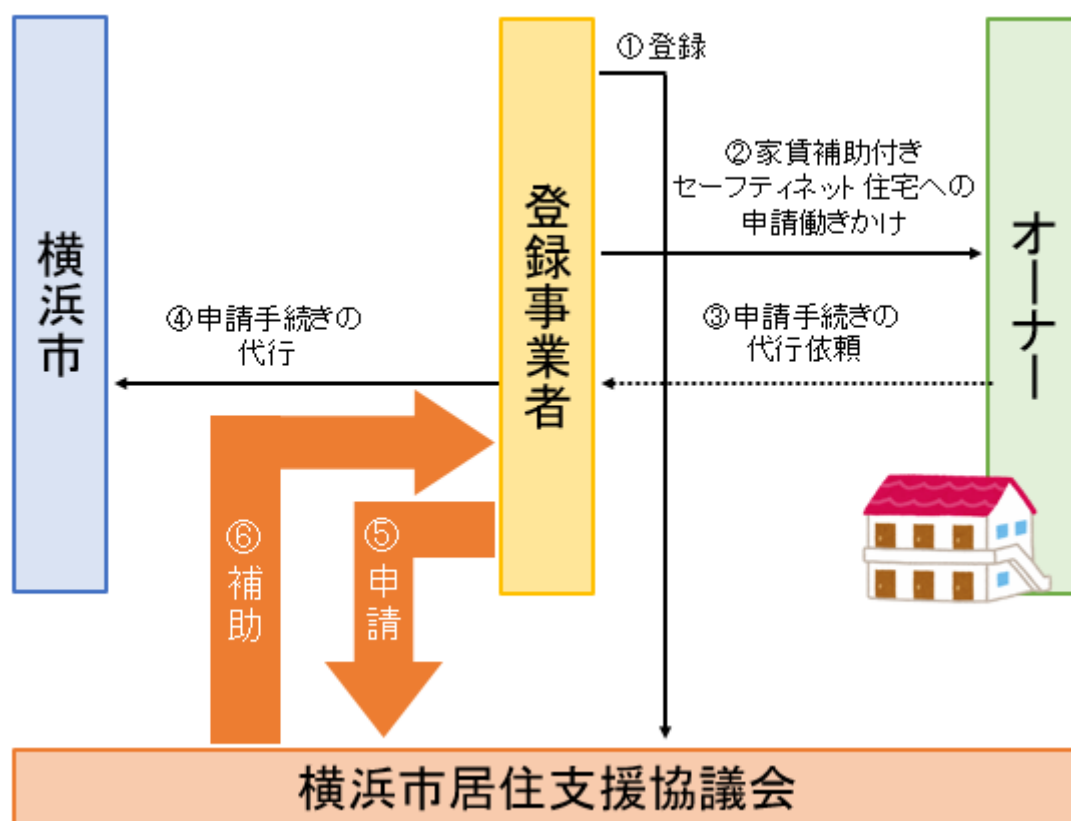 ①登録
②家賃補助付き
セーフティネット住宅への
申請働きかけ
横浜市
登録事業者
オーナー
④申請手続きの
代行
③申請手続きの
代行依頼
⑥補助
⑤申請
横浜市居住支援協議会